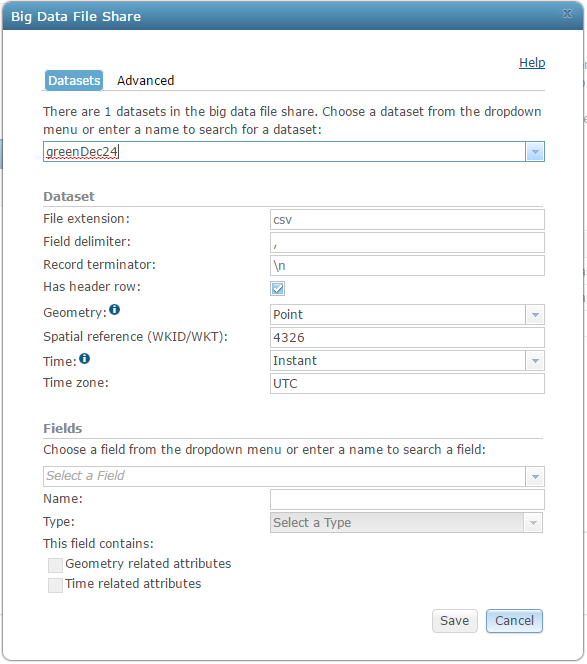 Big Data File Share
x
Help
Datasets Advanced
There are 1 datasets in the big data file share. Choose a dataset from the dropdown
menu or enter a name to search for a dataset:
greenDec24
Dataset
File extension: csv
Field delimiter: ,
Record terminator: \n
Has header row:
Geometry: i Point
Spatial reference (WKID/WKT): 4326
Time: i Instant
Time zone: UTC
Fields
Choose a field from the dropdown menu or enter a name to search a field:
Select a Field
Name:
Type: Select a Type
This field contains:
Geometry related attributes
Time related attributes
Save Cancel